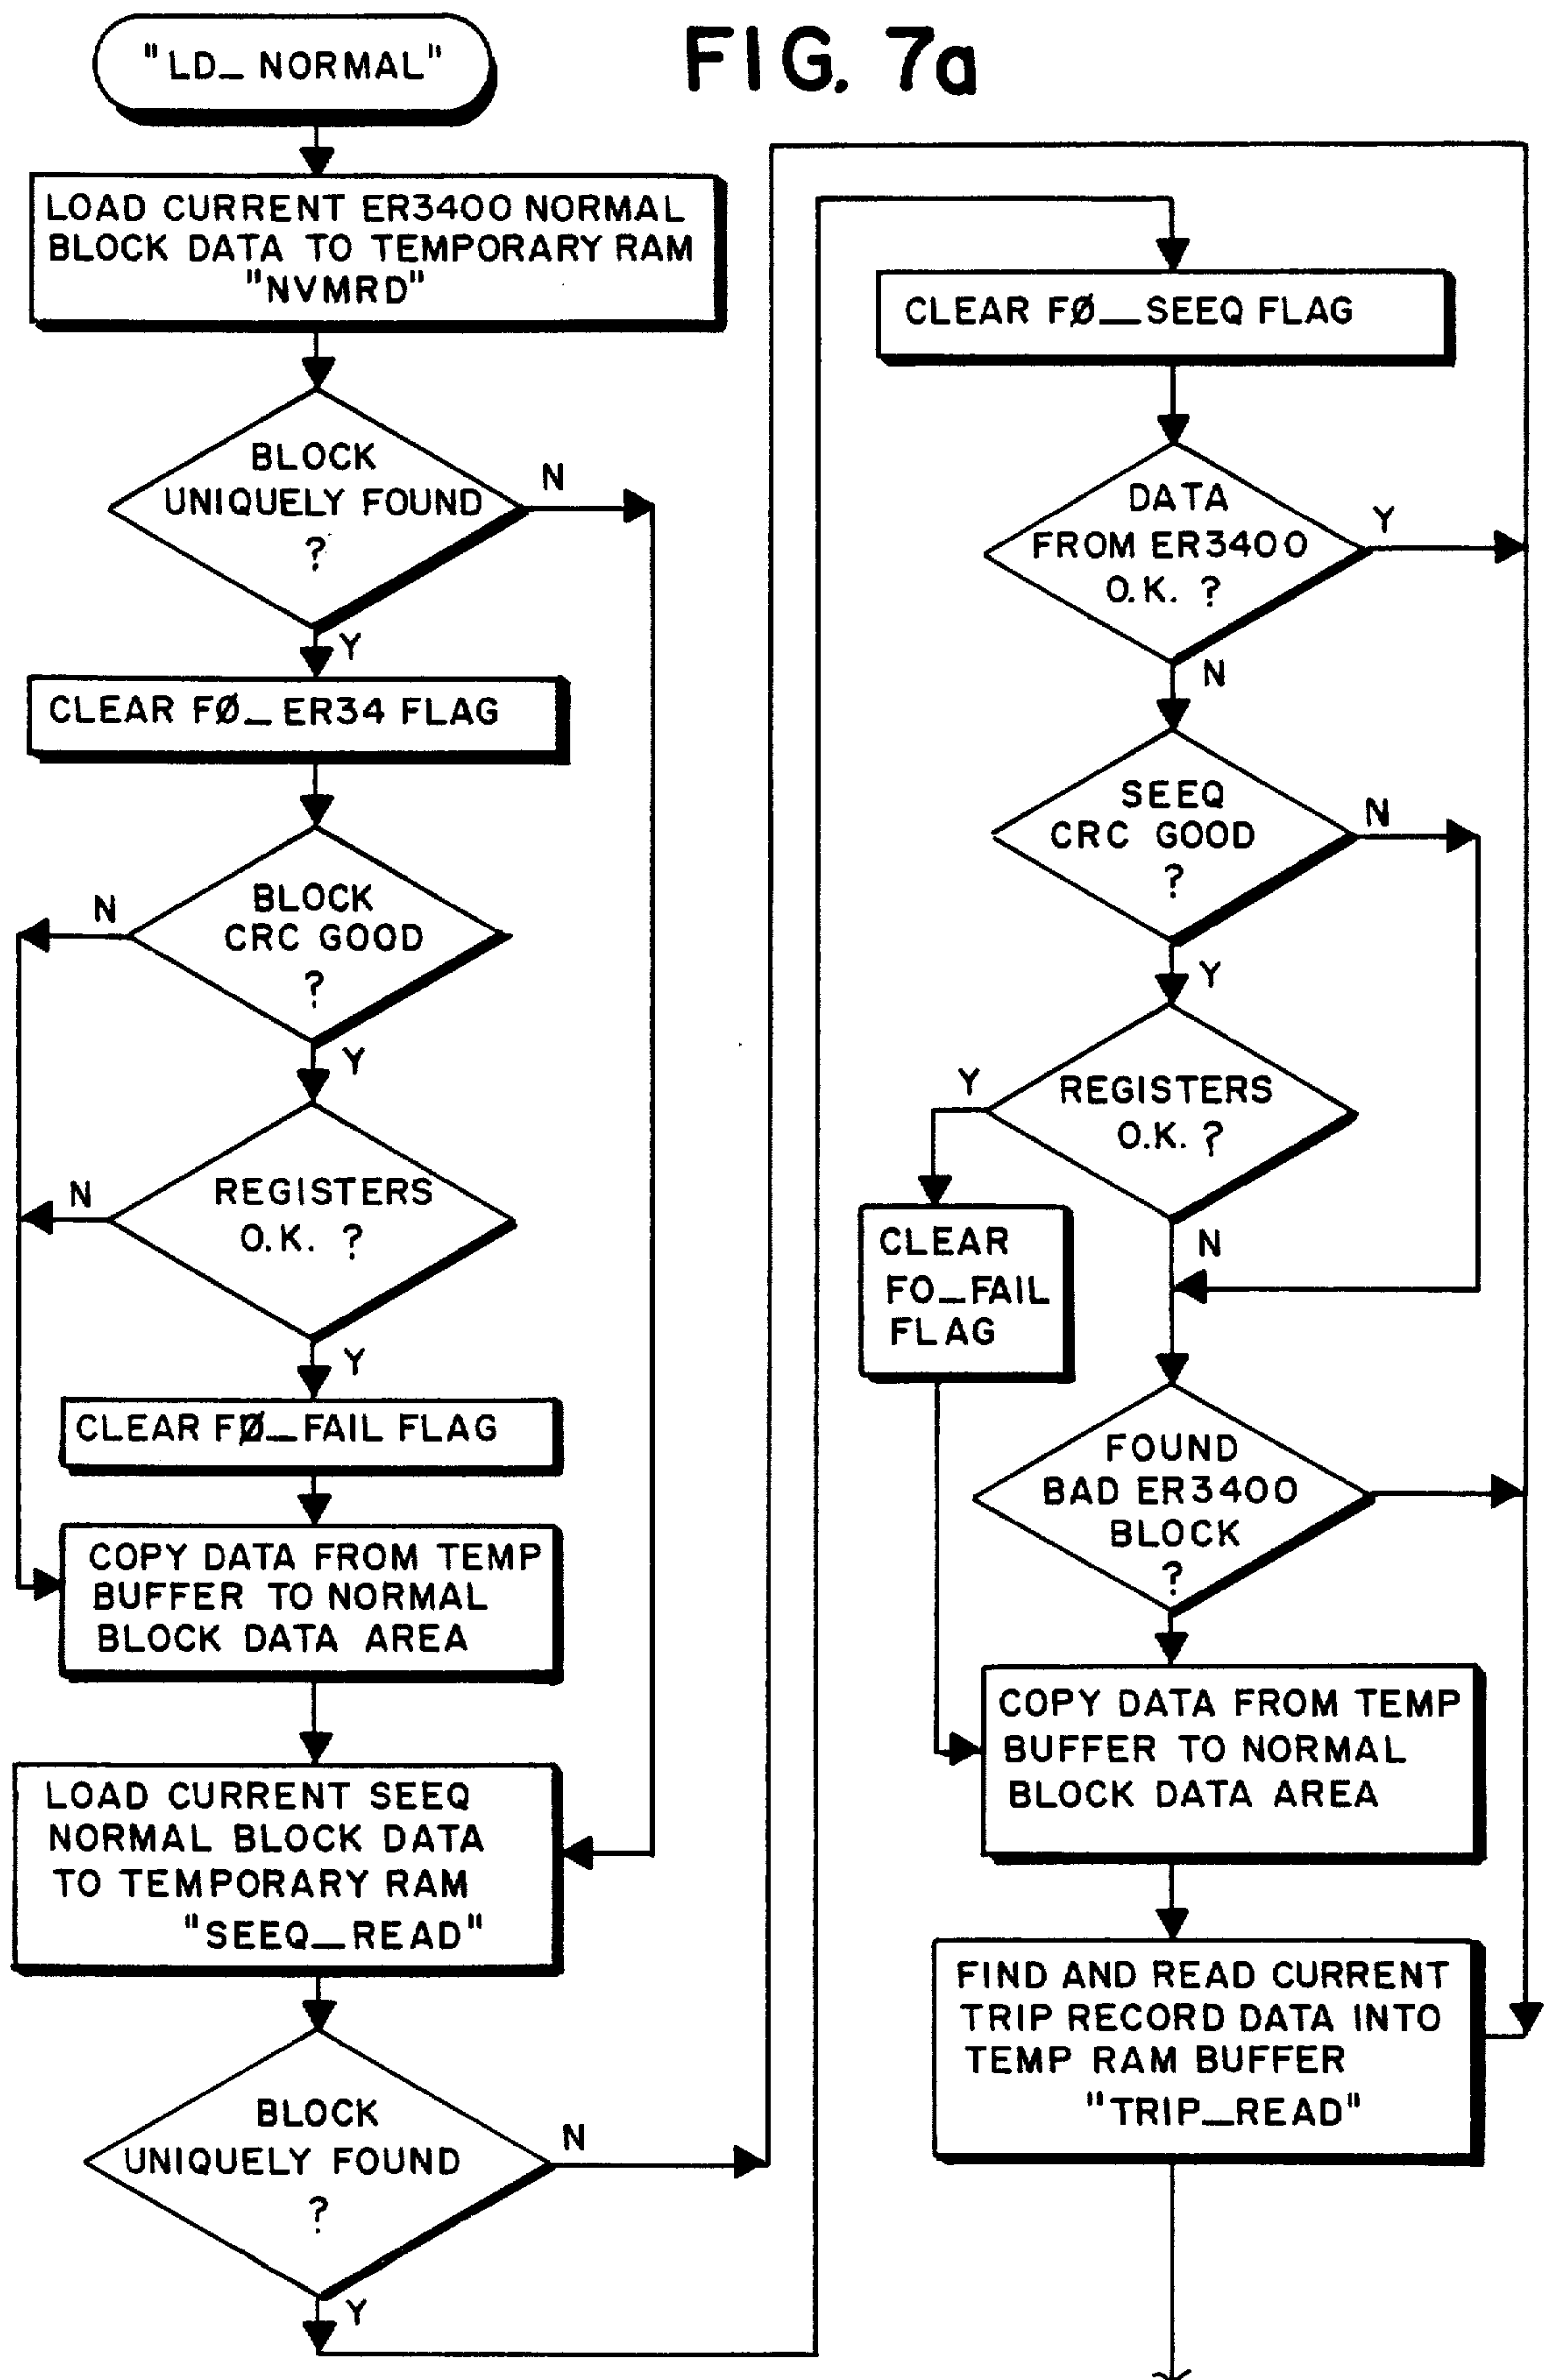 FIG. 7a
"LD_ NORMAL"
LOAD CURRENT ER3400 NORMAL
BLOCK DATA TO TEMPORARY RAM
"NVMRD"
BLOCK
UNIQUELY FOUND
?
N
Y
CLEAR FØ_ ER34 FLAG
BLOCK
CRC GOOD
?
N
Y
REGISTERS
O.K. ?
N
Y
CLEAR FØ_FAIL FLAG
COPY DATA FROM TEMP
BUFFER TO NORMAL
BLOCK DATA AREA
LOAD CURRENT SEEQ
NORMAL BLOCK DATA
TO TEMPORARY RAM
"SEEQ_READ"
BLOCK
UNIQUELY FOUND
?
N
Y
CLEAR FØ_SEEQ FLAG
DATA
FROM ER3400
O.K. ?
Y
N
SEEQ
CRC GOOD
?
N
Y
REGISTERS
O.K. ?
Y
N
CLEAR
FO_FAIL
FLAG
FOUND
BAD ER3400
BLOCK
?
COPY DATA FROM TEMP
BUFFER TO NORMAL
BLOCK DATA AREA
FIND AND READ CURRENT
TRIP RECORD DATA INTO
TEMP RAM BUFFER
"TRIP_READ"